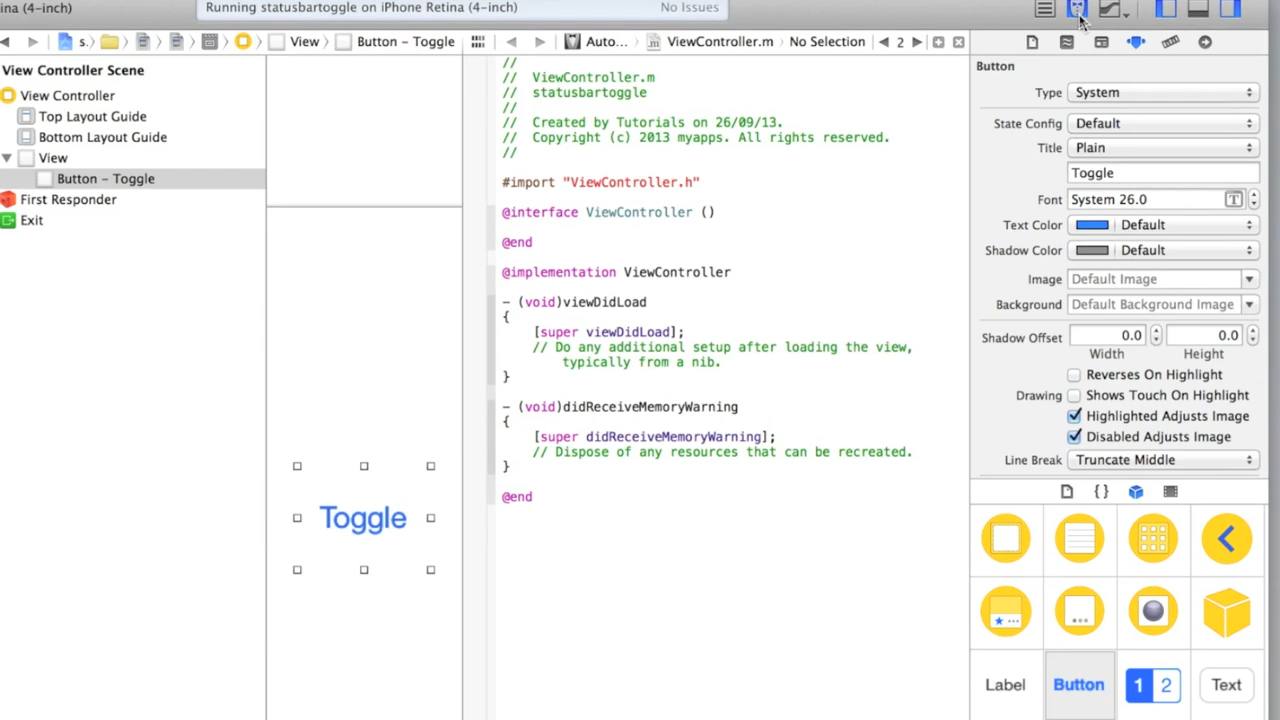 ina (4-inch)
Running statusbartoggle on iPhone Retina (4-inch)
No Issues
s.
View
Button – Toggle
Auto...
ViewController.m
No Selection
2
View Controller Scene
View Controller
Top Layout Guide
Bottom Layout Guide
View
Button – Toggle
First Responder
Exit
Toggle
//
//  ViewController.m
//  statusbartoggle
//
//  Created by Tutorials on 26/09/13.
//  Copyright (c) 2013 myapps. All rights reserved.
//
#import "ViewController.h"
@interface ViewController ()
@end
@implementation ViewController
- (void)viewDidLoad
{
[super viewDidLoad];
// Do any additional setup after loading the view,
typically from a nib.
}
- (void)didReceiveMemoryWarning
{
[super didReceiveMemoryWarning];
// Dispose of any resources that can be recreated.
}
@end
Button
Type System
State Config Default
Title Plain
Toggle
Font System 26.0
T
Text Color Default
Shadow Color Default
Image Default Image
Background Default Background Image
Shadow Offset 0.0 0.0
Width Height
Reverses On Highlight
Drawing Shows Touch On Highlight
Highlighted Adjusts Image
Disabled Adjusts Image
Line Break Truncate Middle
{ }
Label
Button
1 2
Text